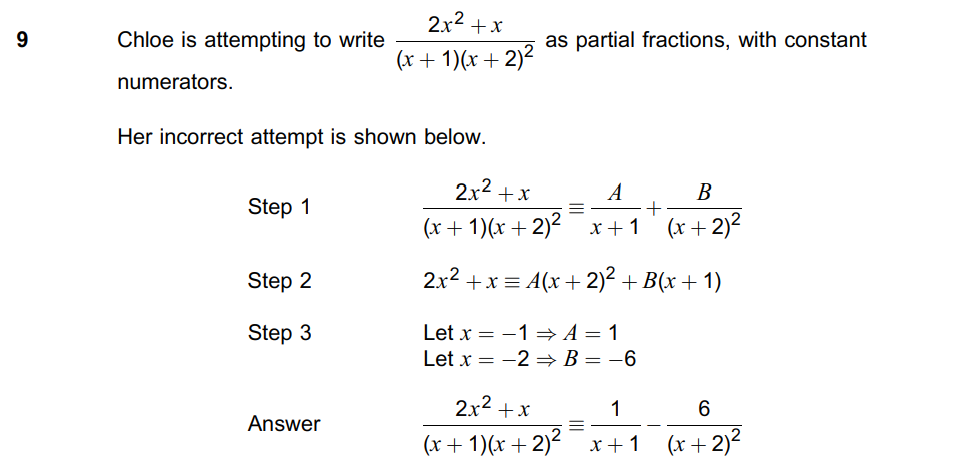 9 Chloe is attempting to write (2x² + x)/((x + 1)(x + 2)²) as partial fractions, with constant
numerators.
Her incorrect attempt is shown below.
Step 1 (2x² + x)/((x + 1)(x + 2)²) ≡ A/(x + 1) + B/(x + 2)²
Step 2 2x² + x ≡ A(x + 2)² + B(x + 1)
Step 3 Let x = −1 ⇒ A = 1
Let x = −2 ⇒ B = −6
Answer (2x² + x)/((x + 1)(x + 2)²) ≡ 1/(x + 1) − 6/(x + 2)²